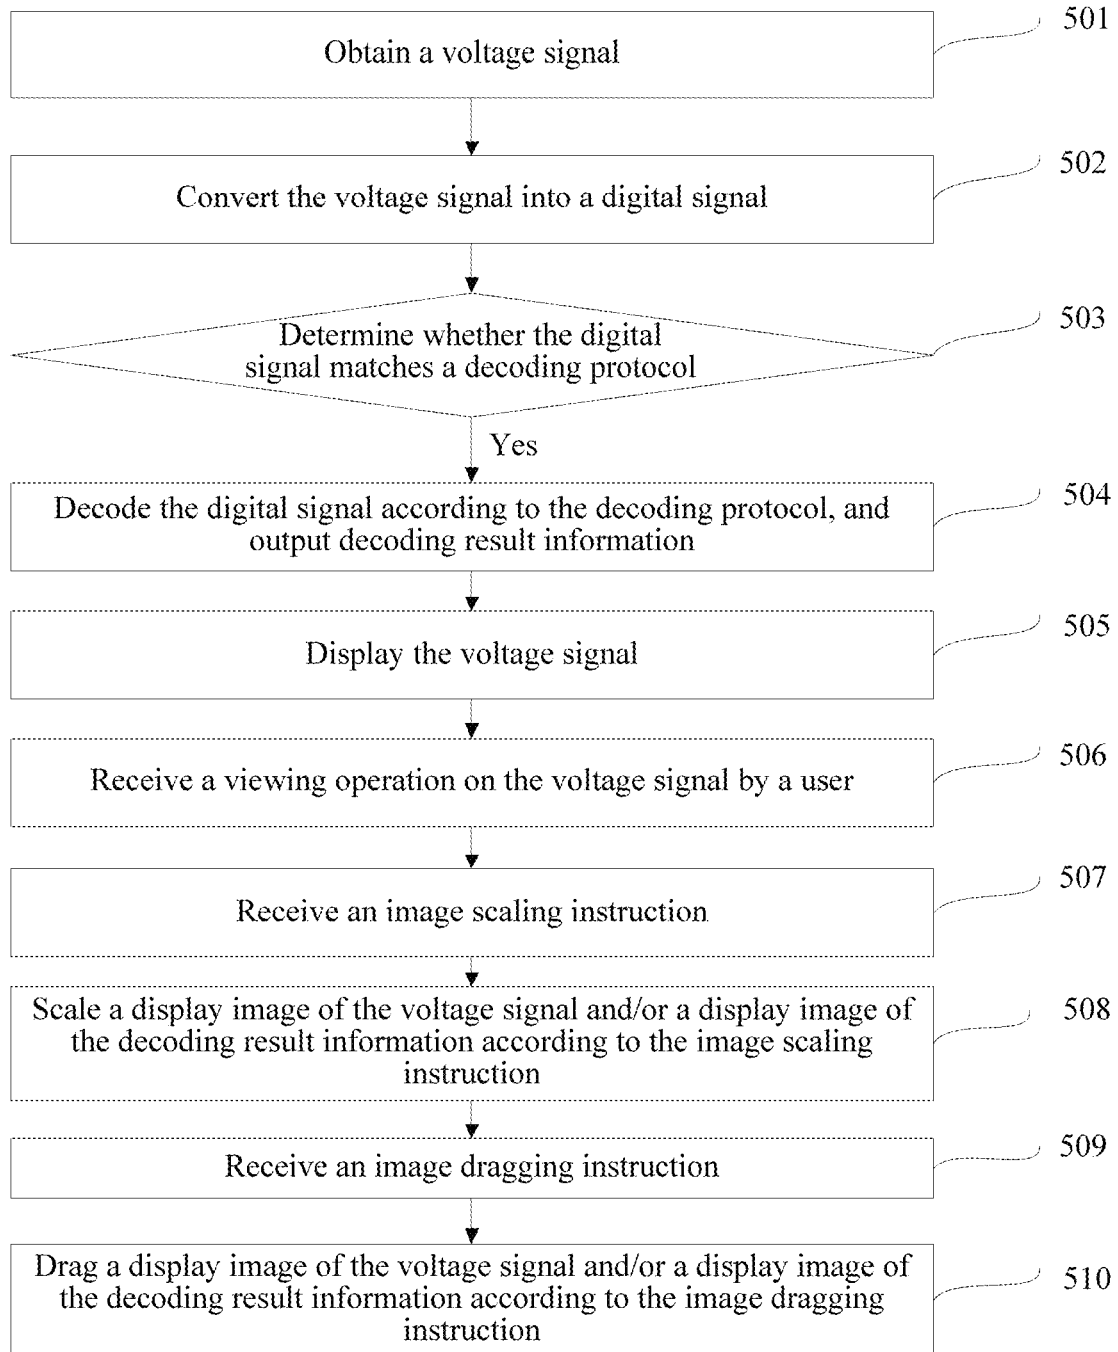 501
Obtain a voltage signal
502
Convert the voltage signal into a digital signal
503
Determine whether the digital
signal matches a decoding protocol
Yes
504
Decode the digital signal according to the decoding protocol, and
output decoding result information
505
Display the voltage signal
506
Receive a viewing operation on the voltage signal by a user
507
Receive an image scaling instruction
508
Scale a display image of the voltage signal and/or a display image of
the decoding result information according to the image scaling
instruction
509
Receive an image dragging instruction
510
Drag a display image of the voltage signal and/or a display image of
the decoding result information according to the image dragging
instruction